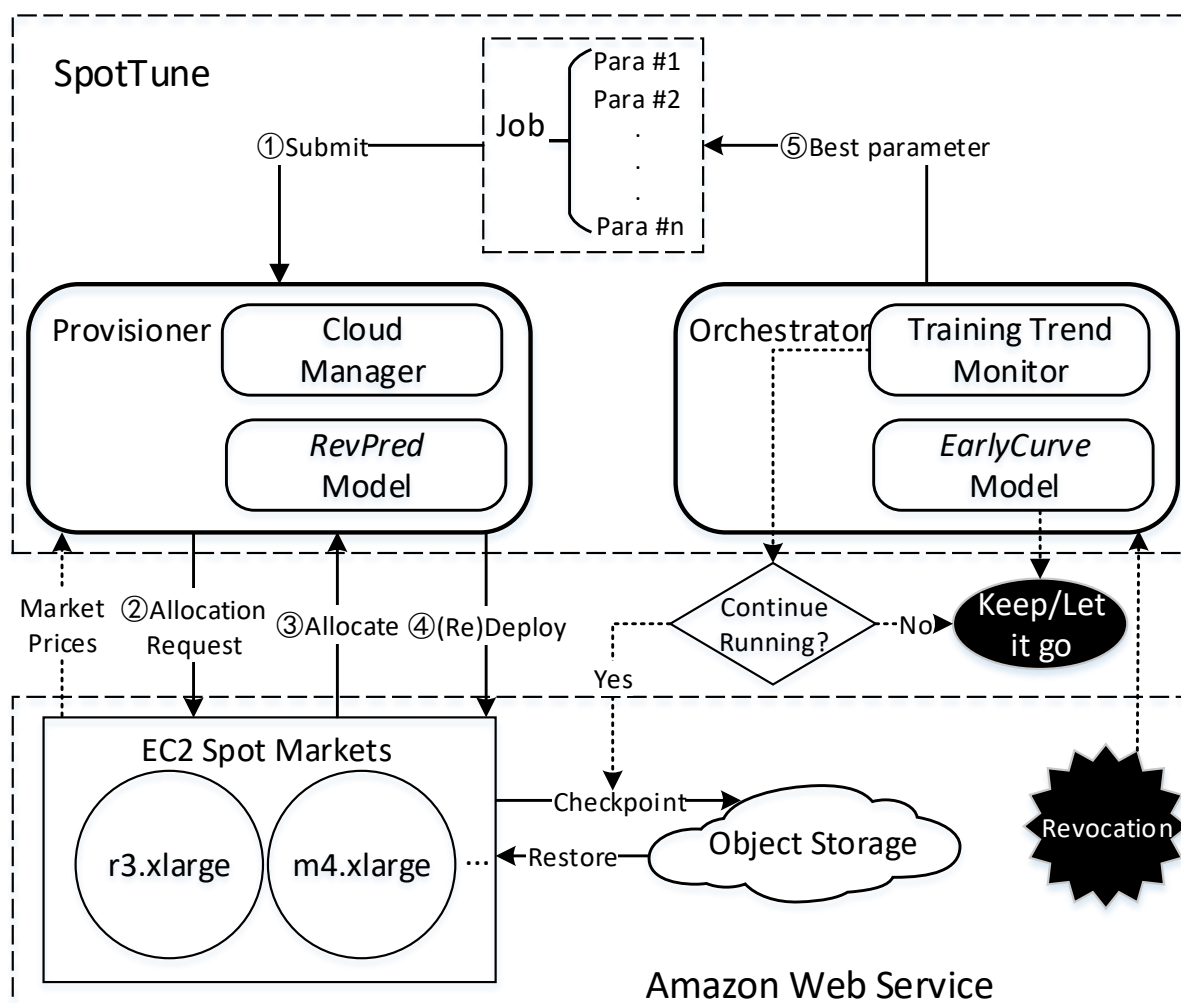 SpotTune
Job
Para #1
Para #2
.
.
.
Para #n
①Submit
⑤Best parameter
Provisioner
Cloud
Manager
RevPred
Model
Orchestrator
Training Trend
Monitor
EarlyCurve
Model
Market
Prices
②Allocation
Request
③Allocate
④(Re)Deploy
Continue
Running?
No
Keep/Let
it go
Yes
EC2 Spot Markets
r3.xlarge
m4.xlarge
...
Checkpoint
Restore
Object Storage
Revocation
Amazon Web Service